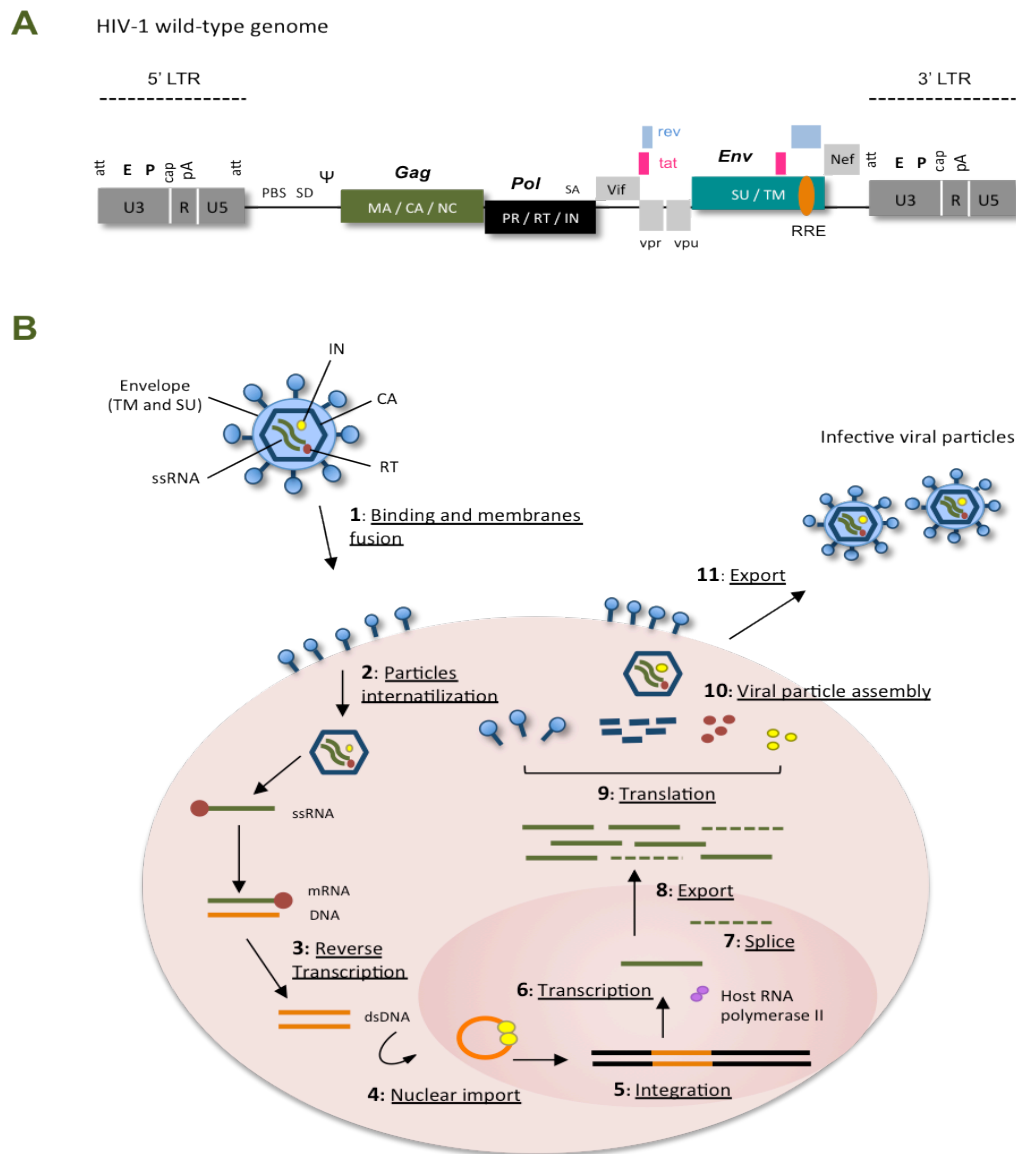 A
HIV-1 wild-type genome
5' LTR
3' LTR
att
E
P
cap
pA
att
PBS
SD
Ψ
Gag
Pol
SA
rev
tat
Env
Nef
att
E
P
cap
pA
U3
R
U5
MA / CA / NC
PR / RT / IN
Vif
vpr
vpu
SU / TM
RRE
U3
R
U5
B
IN
Envelope
(TM and SU)
CA
ssRNA
RT
Infective viral particles
1: Binding and membranes
fusion
11: Export
2: Particles
internatilization
10: Viral particle assembly
9: Translation
ssRNA
mRNA
DNA
8: Export
7: Splice
3: Reverse
Transcription
6: Transcription
Host RNA
polymerase II
dsDNA
4: Nuclear import
5: Integration